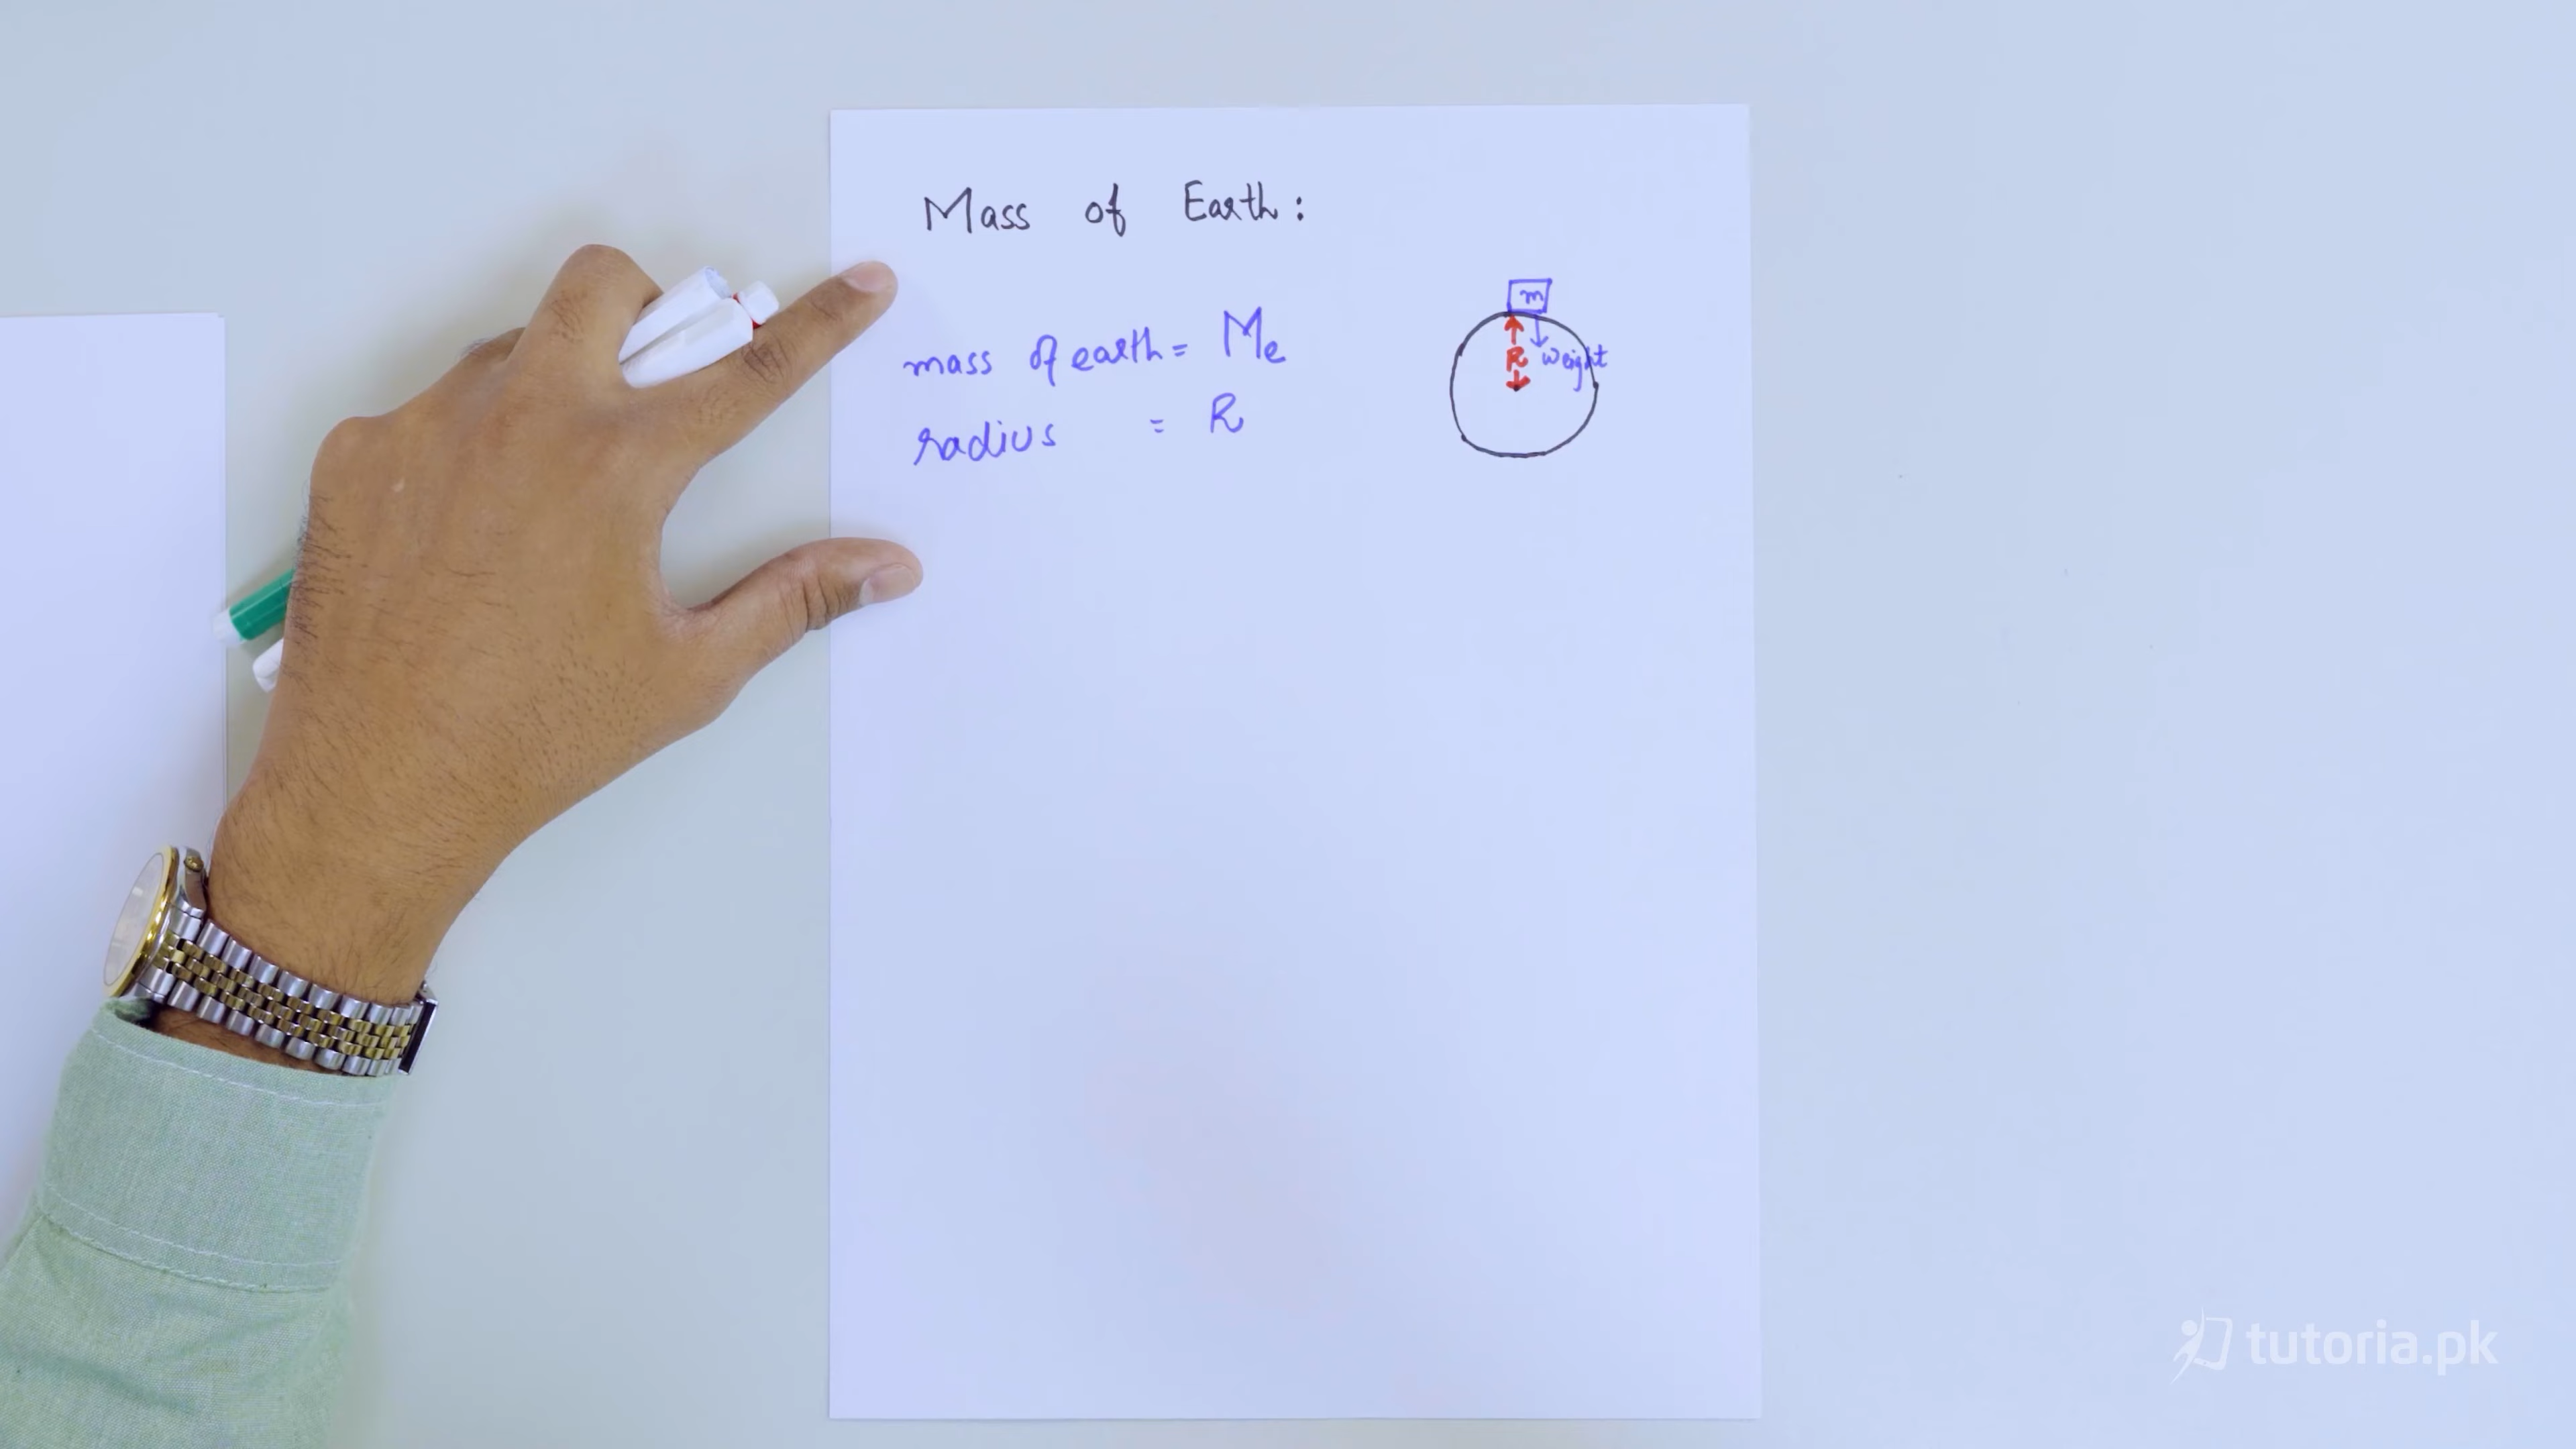 Mass of Earth:
m
mass of earth = Me
R weight
radius = R
tutoria.pk